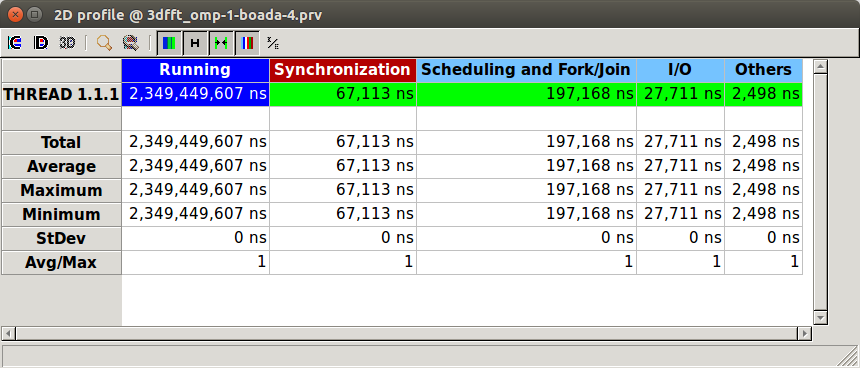 2D profile @ 3dfft_omp-1-boada-4.prv
3D
Running Synchronization Scheduling and Fork/Join I/O Others
THREAD 1.1.1 2,349,449,607 ns 67,113 ns 197,168 ns 27,711 ns 2,498 ns
Total 2,349,449,607 ns 67,113 ns 197,168 ns 27,711 ns 2,498 ns
Average 2,349,449,607 ns 67,113 ns 197,168 ns 27,711 ns 2,498 ns
Maximum 2,349,449,607 ns 67,113 ns 197,168 ns 27,711 ns 2,498 ns
Minimum 2,349,449,607 ns 67,113 ns 197,168 ns 27,711 ns 2,498 ns
StDev 0 ns 0 ns 0 ns 0 ns 0 ns
Avg/Max 1 1 1 1 1